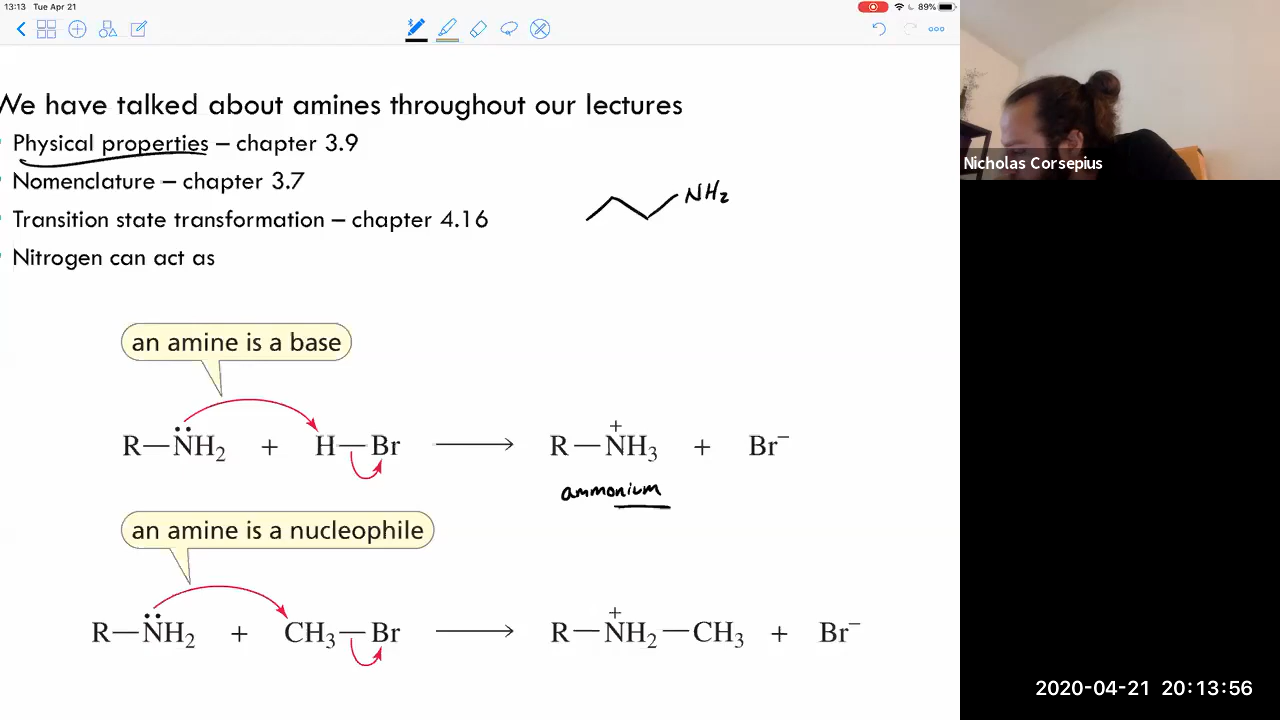 13:13 Tue Apr 21
89%
We have talked about amines throughout our lectures
Physical properties – chapter 3.9
Nomenclature – chapter 3.7
Transition state transformation – chapter 4.16
Nitrogen can act as
NH2
an amine is a base
R—NH2 + H—Br ⟶ R—NH3 + Br−
+
ammonium
an amine is a nucleophile
R—NH2 + CH3—Br ⟶ R—NH2—CH3 + Br−
+
Nicholas Corsepius
2020-04-21 20:13:56